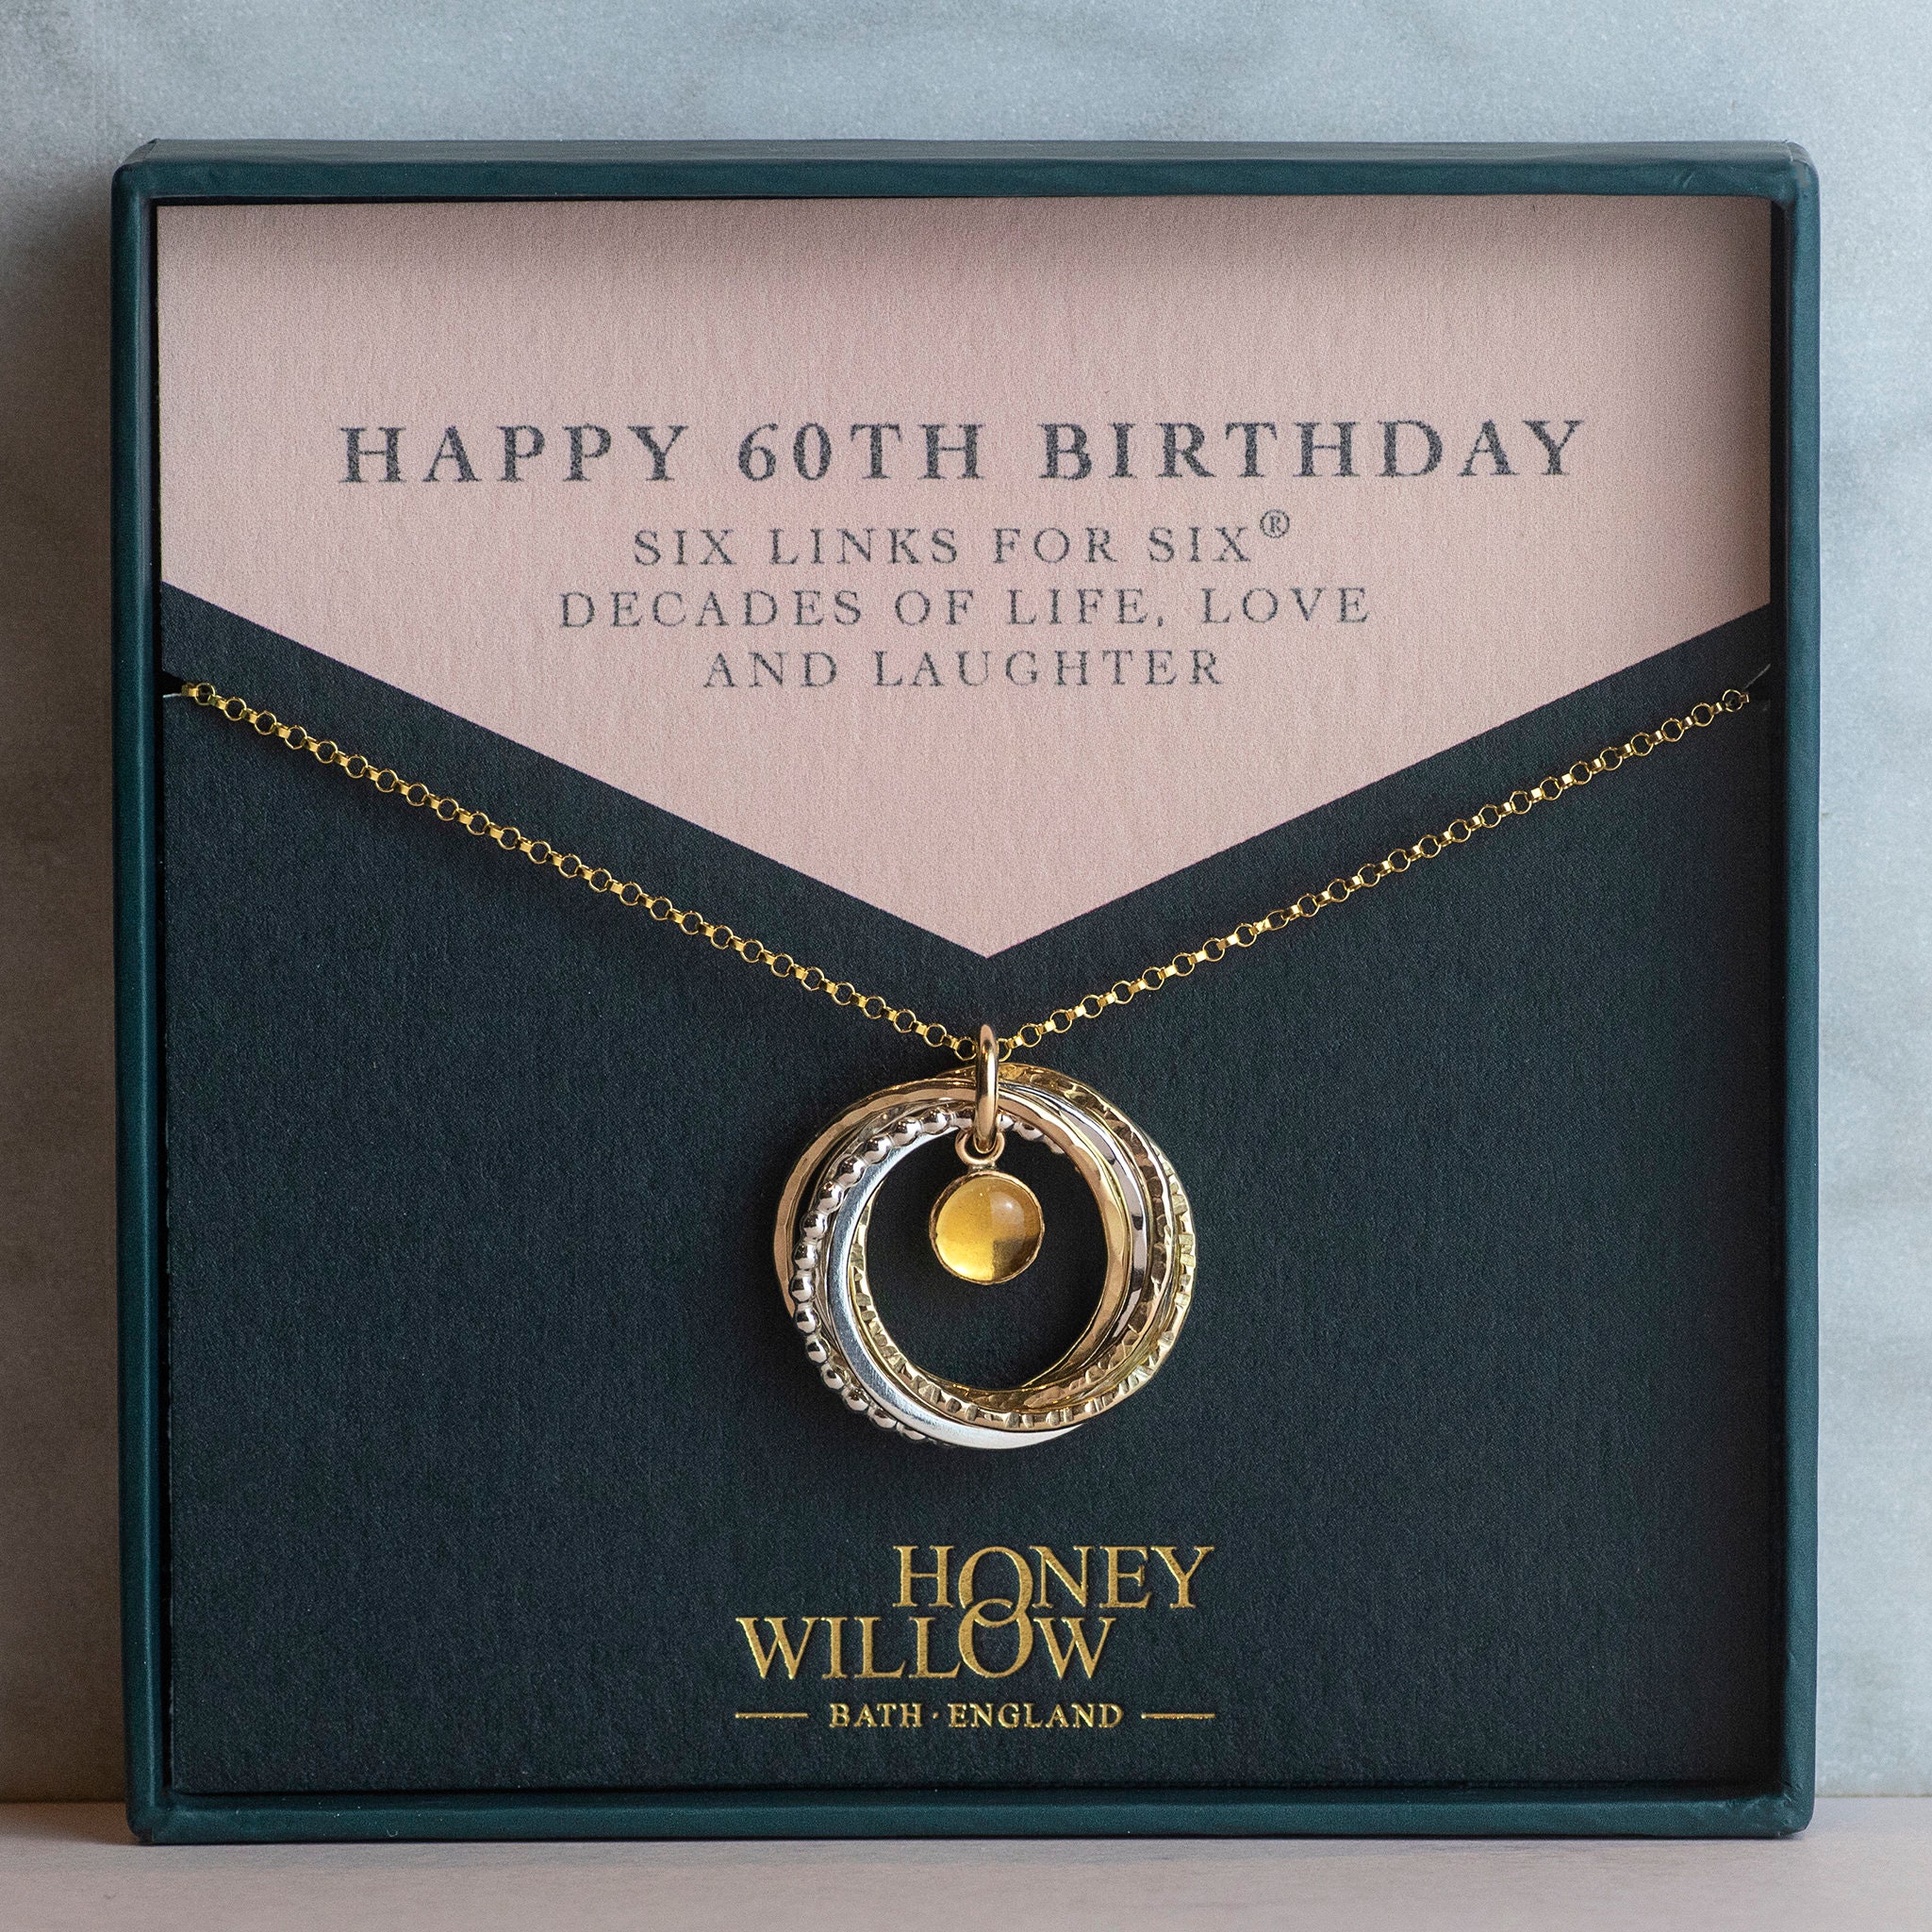 HAPPY 60TH BIRTHDAY
SIX LINKS FOR SIX®
DECADES OF LIFE, LOVE
AND LAUGHTER
HONEY
WILLOW
BATH · ENGLAND